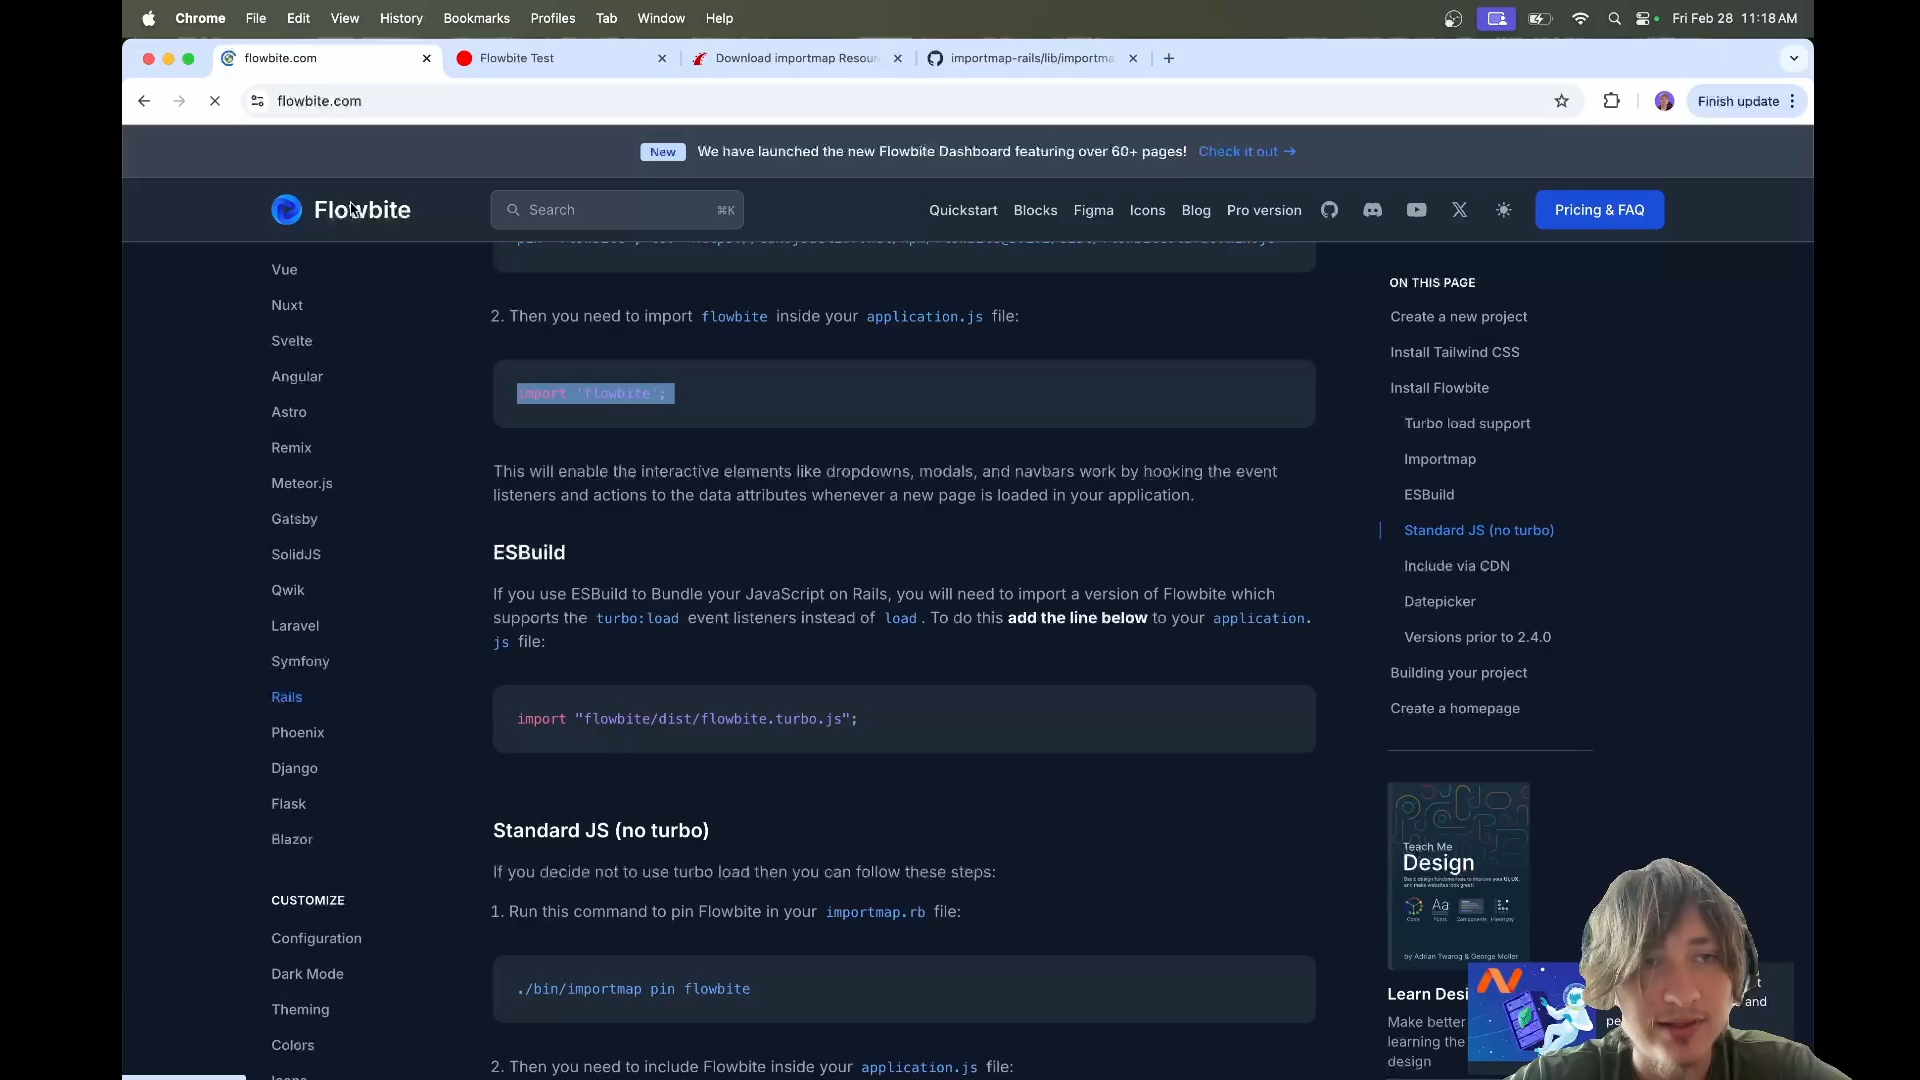 Chrome File Edit View History Bookmarks Profiles Tab Window Help
Fri Feb 28 11:18 AM
flowbite.com
Flowbite Test
Download importmap Resour
importmap-rails/lib/importma
flowbite.com
Finish update
New We have launched the new Flowbite Dashboard featuring over 60+ pages! Check it out →
Flowbite
Search ⌘K
Quickstart Blocks Figma Icons Blog Pro version
Pricing & FAQ
Vue
Nuxt
Svelte
Angular
Astro
Remix
Meteor.js
Gatsby
SolidJS
Qwik
Laravel
Symfony
Rails
Phoenix
Django
Flask
Blazor
CUSTOMIZE
Configuration
Dark Mode
Theming
Colors
2. Then you need to import flowbite inside your application.js file:
import 'flowbite';
This will enable the interactive elements like dropdowns, modals, and navbars work by hooking the event
listeners and actions to the data attributes whenever a new page is loaded in your application.
ESBuild
If you use ESBuild to Bundle your JavaScript on Rails, you will need to import a version of Flowbite which
supports the turbo:load event listeners instead of load. To do this add the line below to your application.
js file:
import "flowbite/dist/flowbite.turbo.js";
Standard JS (no turbo)
If you decide not to use turbo load then you can follow these steps:
1. Run this command to pin Flowbite in your importmap.rb file:
./bin/importmap pin flowbite
2. Then you need to include Flowbite inside your application.js file:
ON THIS PAGE
Create a new project
Install Tailwind CSS
Install Flowbite
Turbo load support
Importmap
ESBuild
Standard JS (no turbo)
Include via CDN
Datepicker
Versions prior to 2.4.0
Building your project
Create a homepage
Teach Me
Design
Color Fonts Components Hierarchy
by Adrian Twarog & George Moller
Learn Desi
Make better
learning the
design
and